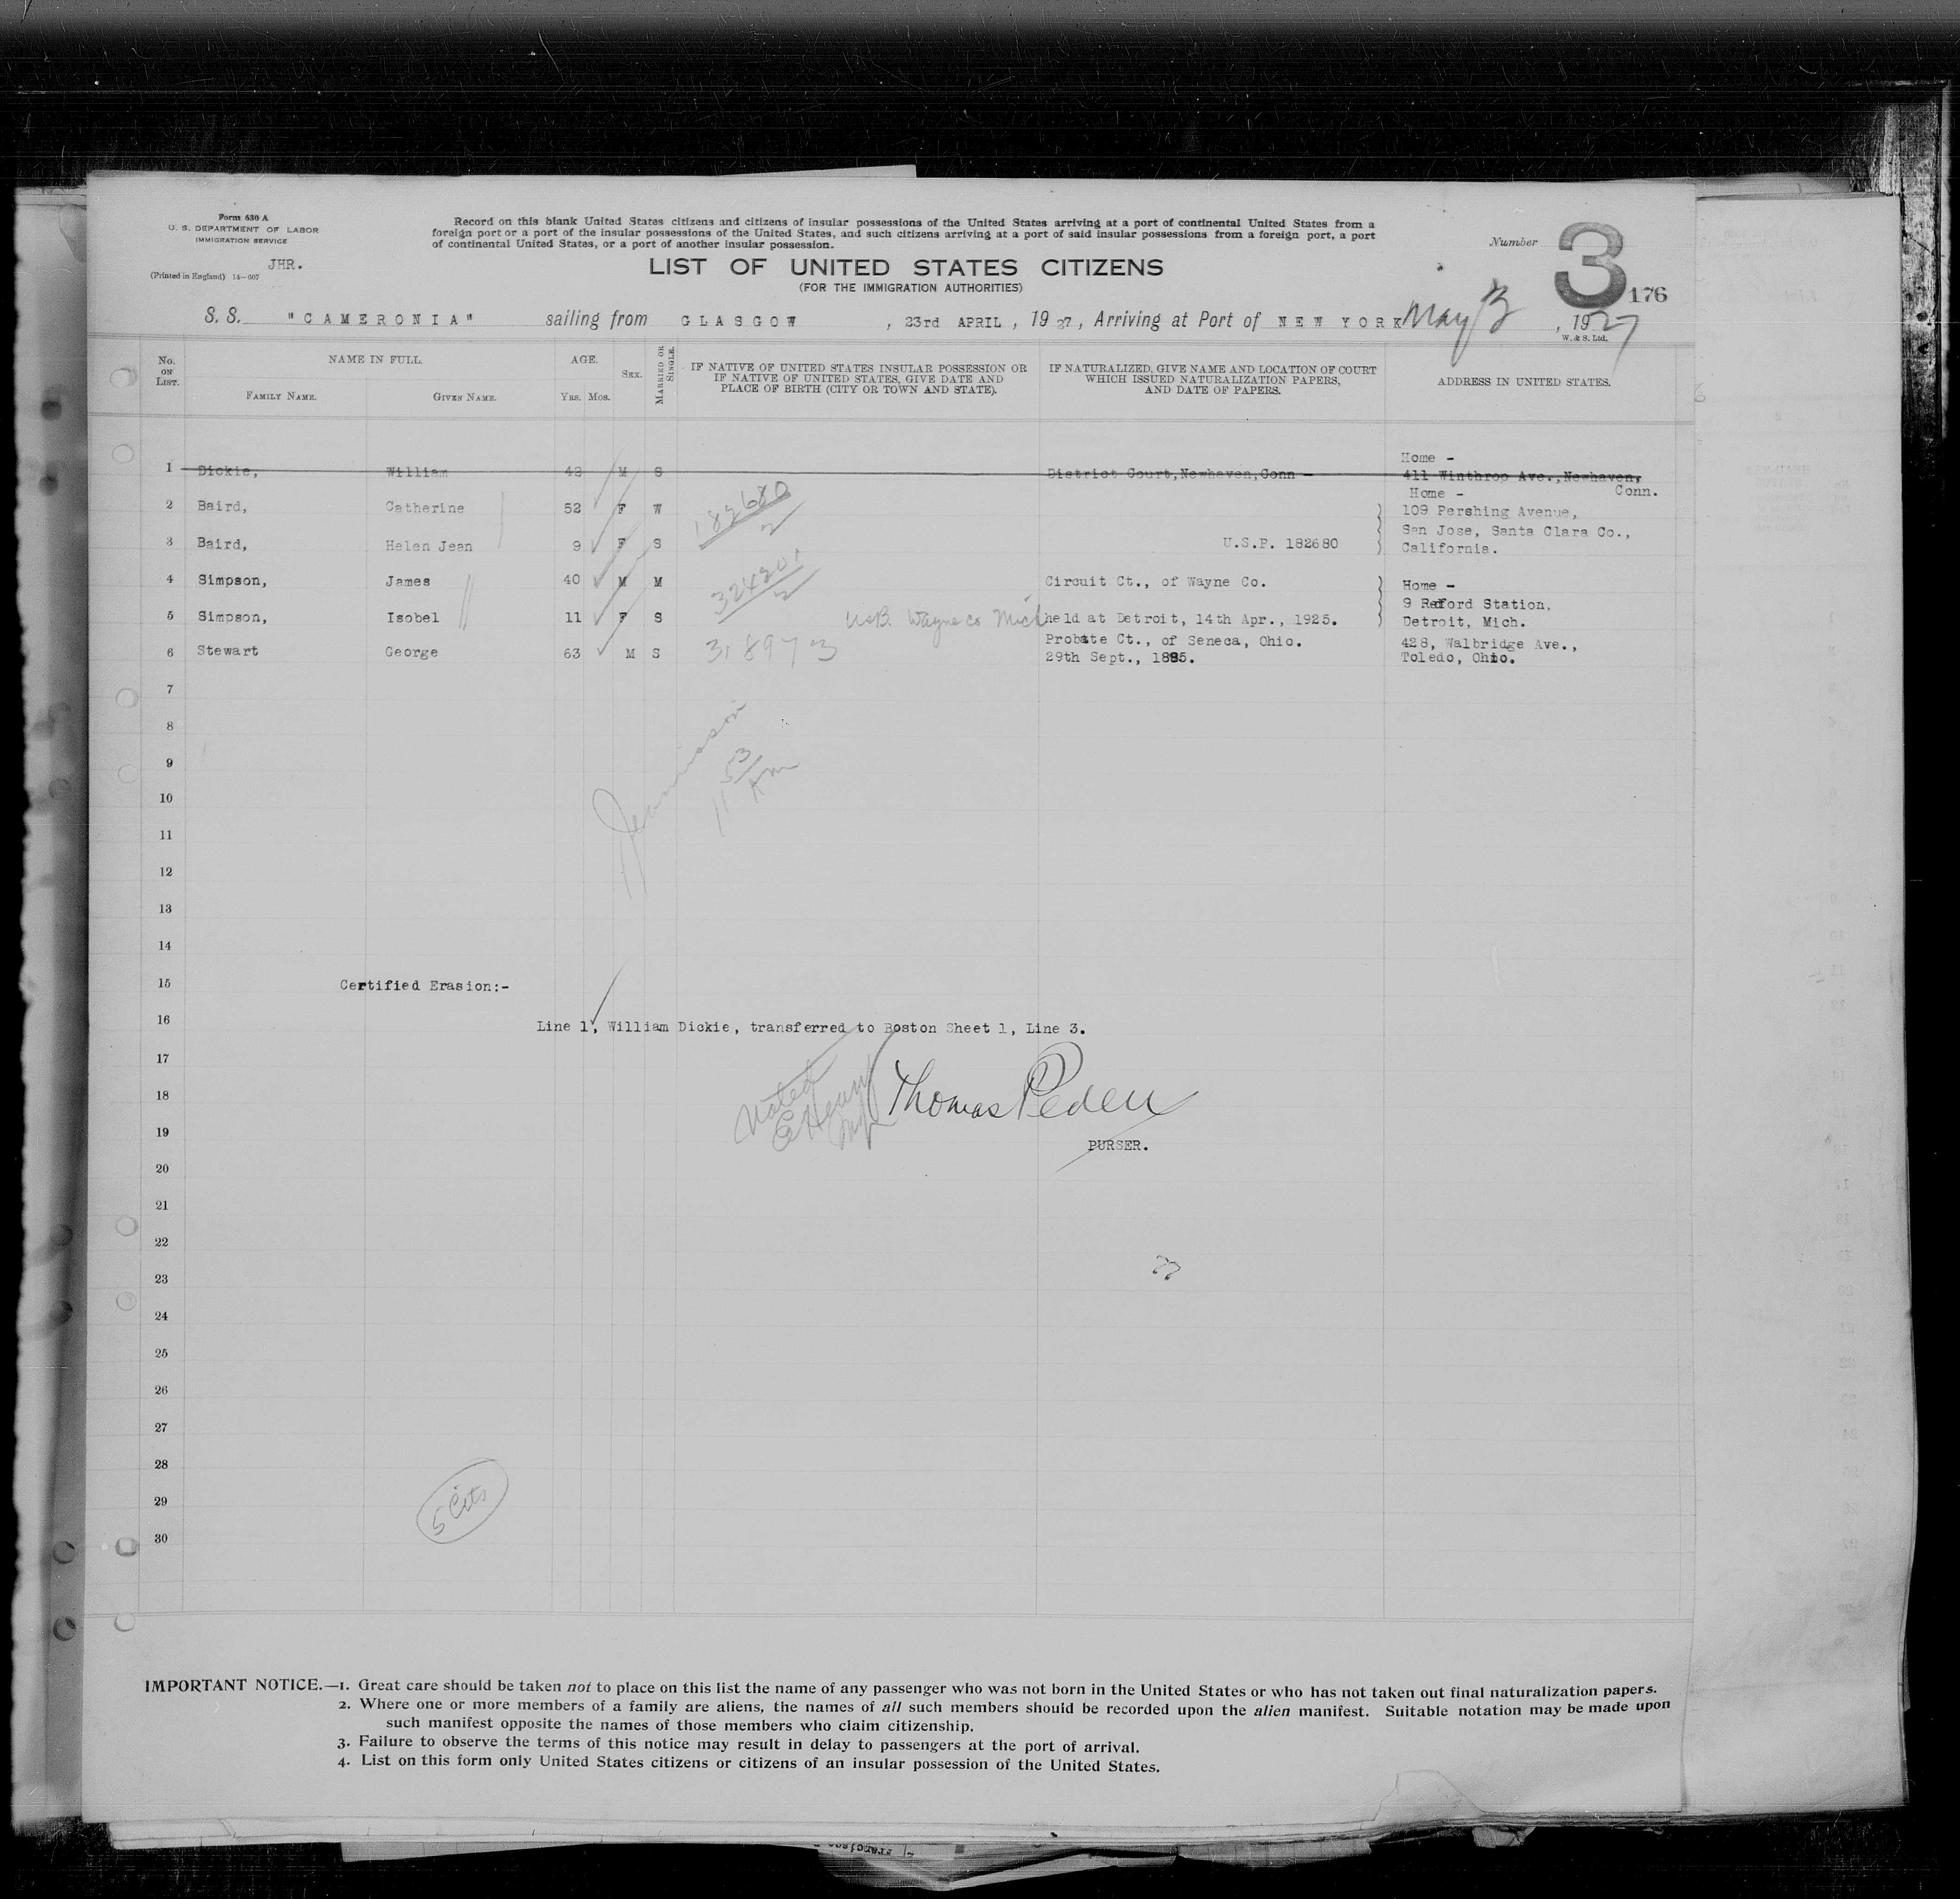 Form 630 A
U. S. DEPARTMENT OF LABOR
IMMIGRATION SERVICE
JHR.
(Printed in England) 14—607
Record on this blank United States citizens and citizens of insular possessions of the United States arriving at a port of continental United States from a
foreign port or a port of the insular possessions of the United States, and such citizens arriving at a port of said insular possessions from a foreign port, a port
of continental United States, or a port of another insular possession.
LIST OF UNITED STATES CITIZENS
(FOR THE IMMIGRATION AUTHORITIES)
Number 3
176
S. S. "CAMERONIA" sailing from GLASGOW, 23rd APRIL, 1927, Arriving at Port of NEW YORK May 3, 1927
W. & S. Ltd.
No. ON LIST.
NAME IN FULL.
FAMILY NAME.
GIVEN NAME.
AGE.
YRS. MOS.
SEX.
MARRIED OR SINGLE.
IF NATIVE OF UNITED STATES INSULAR POSSESSION OR
IF NATIVE OF UNITED STATES, GIVE DATE AND
PLACE OF BIRTH (CITY OR TOWN AND STATE).
IF NATURALIZED, GIVE NAME AND LOCATION OF COURT
WHICH ISSUED NATURALIZATION PAPERS,
AND DATE OF PAPERS.
ADDRESS IN UNITED STATES.
Home -
1 Dickie, William 42 M S District Court, Newhaven, Conn - 411 Winthrop Ave., Newhaven,
Home - Conn.
2 Baird, Catherine 52 F W 182680/2 109 Pershing Avenue,
San Jose, Santa Clara Co.,
3 Baird, Helen Jean 9 F S U.S.P. 182680 California.
4 Simpson, James 40 M M 324201/2 Circuit Ct., of Wayne Co. Home -
9 Redford Station,
5 Simpson, Isobel 11 F S USB. Wayne Co Mich held at Detroit, 14th Apr., 1925. Detroit, Mich.
Probate Ct., of Seneca, Ohio. 428, Walbridge Ave.,
6 Stewart George 63 M S 318973 29th Sept., 1885. Toledo, Ohio.
7
8
9
10
11
12
13
14
15 Certified Erasion:-
16 Line 1, William Dickie, transferred to Boston Sheet 1, Line 3.
17
Noted
18 Thomas Peden
19 PURSER.
20
21
22
23
24
25
26
27
28
29 5 Cits
30
IMPORTANT NOTICE.—1. Great care should be taken not to place on this list the name of any passenger who was not born in the United States or who has not taken out final naturalization papers.
2. Where one or more members of a family are aliens, the names of all such members should be recorded upon the alien manifest. Suitable notation may be made upon
such manifest opposite the names of those members who claim citizenship.
3. Failure to observe the terms of this notice may result in delay to passengers at the port of arrival.
4. List on this form only United States citizens or citizens of an insular possession of the United States.